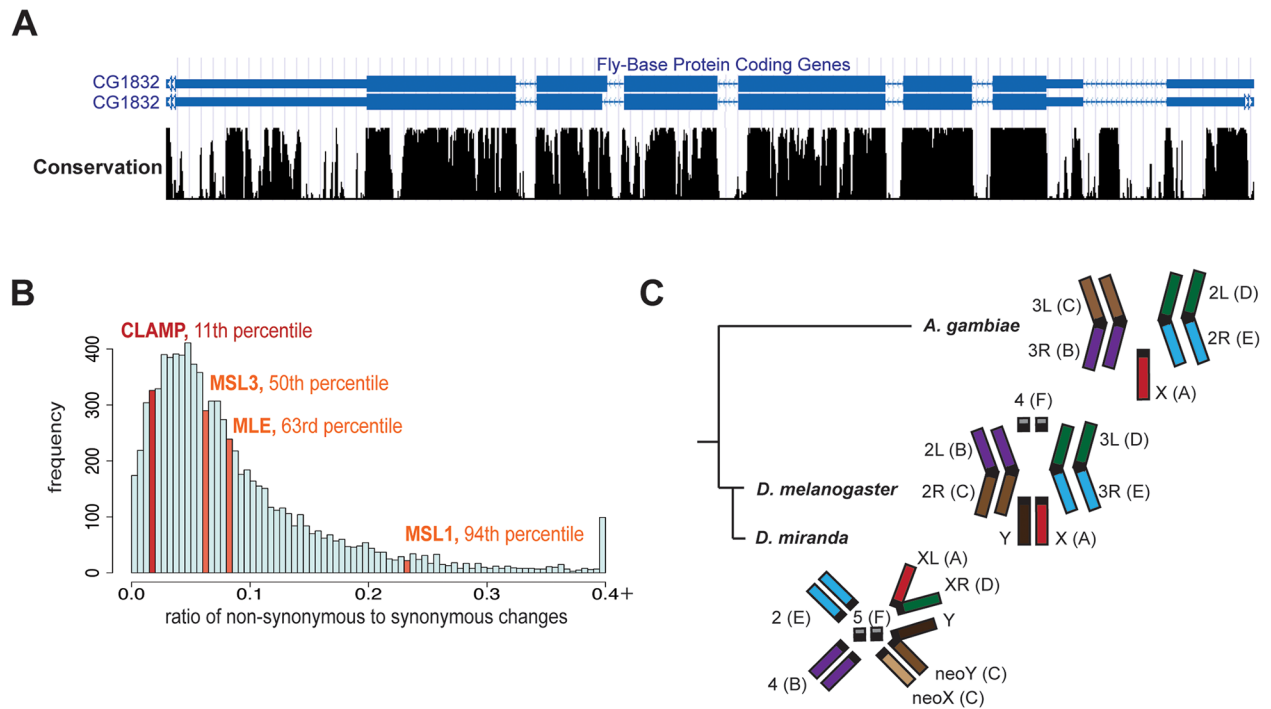 A
Fly-Base Protein Coding Genes
CG1832
CG1832
Conservation
B
CLAMP, 11th percentile
MSL3, 50th percentile
MLE, 63rd percentile
MSL1, 94th percentile
frequency
400
300
200
100
0
0.0
0.1
0.2
0.3
0.4+
ratio of non-synonymous to synonymous changes
C
A. gambiae
3L (C)
2L (D)
3R (B)
2R (E)
X (A)
4 (F)
2L (B)
3L (D)
D. melanogaster
2R (C)
3R (E)
Y
X (A)
D. miranda
XL (A)
XR (D)
2 (E)
5 (F)
Y
4 (B)
neoY (C)
neoX (C)